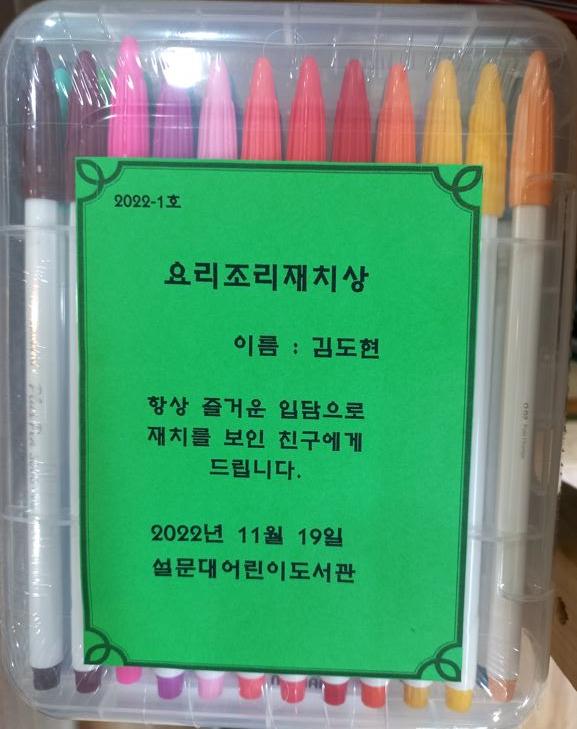 2022-1호
요리조리재치상
이름 : 김도현
항상 즐거운 입담으로
재치를 보인 친구에게
드립니다.
2022년 11월 19일
설문대어린이도서관